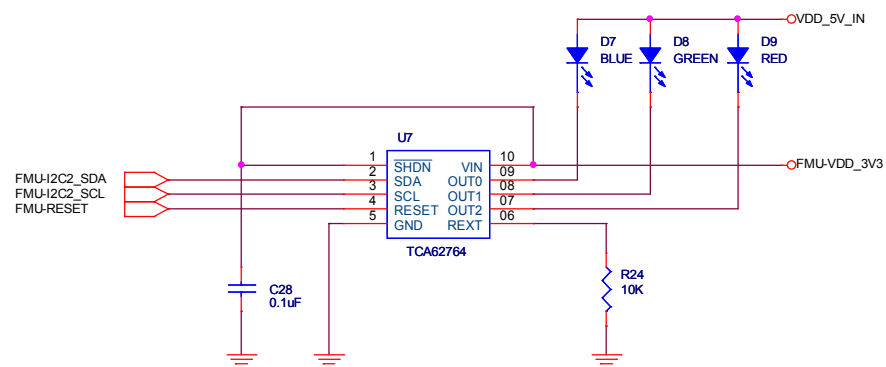 VDD_5V_IN
D7
BLUE
D8
GREEN
D9
RED
U7
1
SHDN
VIN
10
FMU-VDD_3V3
FMU-I2C2_SDA
2
SDA
OUT0
09
FMU-I2C2_SCL
3
SCL
OUT1
08
FMU-RESET
4
RESET
OUT2
07
5
GND
REXT
06
TCA62764
R24
10K
C28
0.1uF